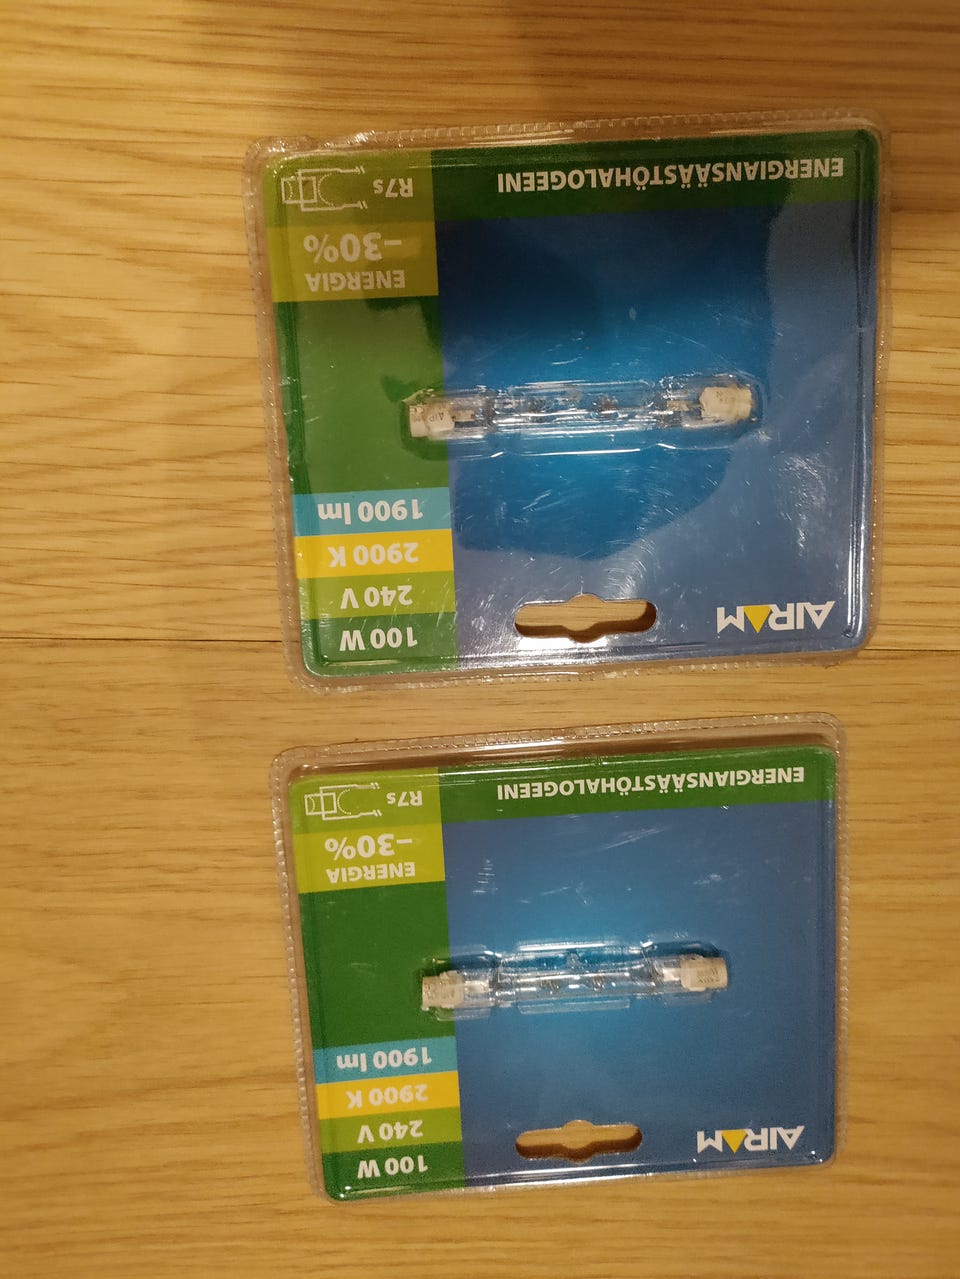 AIRAM
100 W
240 V
2900 K
1900 lm
ENERGIA
–30%
R7s
ENERGIANSÄÄSTÖHALOGEENI
AIRAM
100 W
240 V
2900 K
1900 lm
ENERGIA
–30%
R7s
ENERGIANSÄÄSTÖHALOGEENI